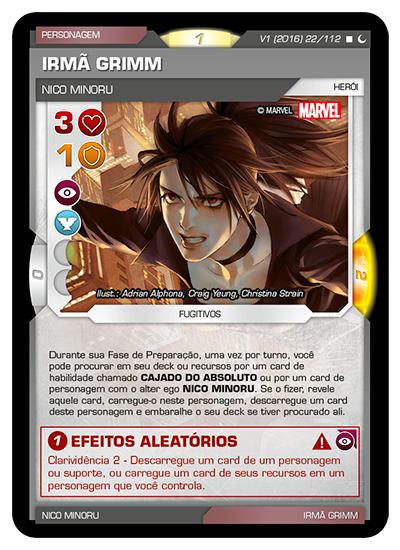 PERSONAGEM
1
V1 (2016) 22/112
IRMÃ GRIMM
NICO MINORU
HERÓI
3
© MARVEL MARVEL
1
0
2
Ilust.: Adrian Alphona, Craig Yeung, Christina Strain
FUGITIVOS
Durante sua Fase de Preparação, uma vez por turno, você
pode procurar em seu deck ou recursos por um card de
habilidade chamado CAJADO DO ABSOLUTO ou por um card de
personagem com o alter ego NICO MINORU. Se o fizer, revele
aquele card, carregue-o neste personagem, descarregue um card
deste personagem e embaralhe o seu deck se tiver procurado ali.
1 EFEITOS ALEATÓRIOS
Clarividência 2 - Descarregue um card de um personagem
ou suporte, ou carregue um card de seus recursos em um
personagem que você controla.
NICO MINORU
IRMÃ GRIMM